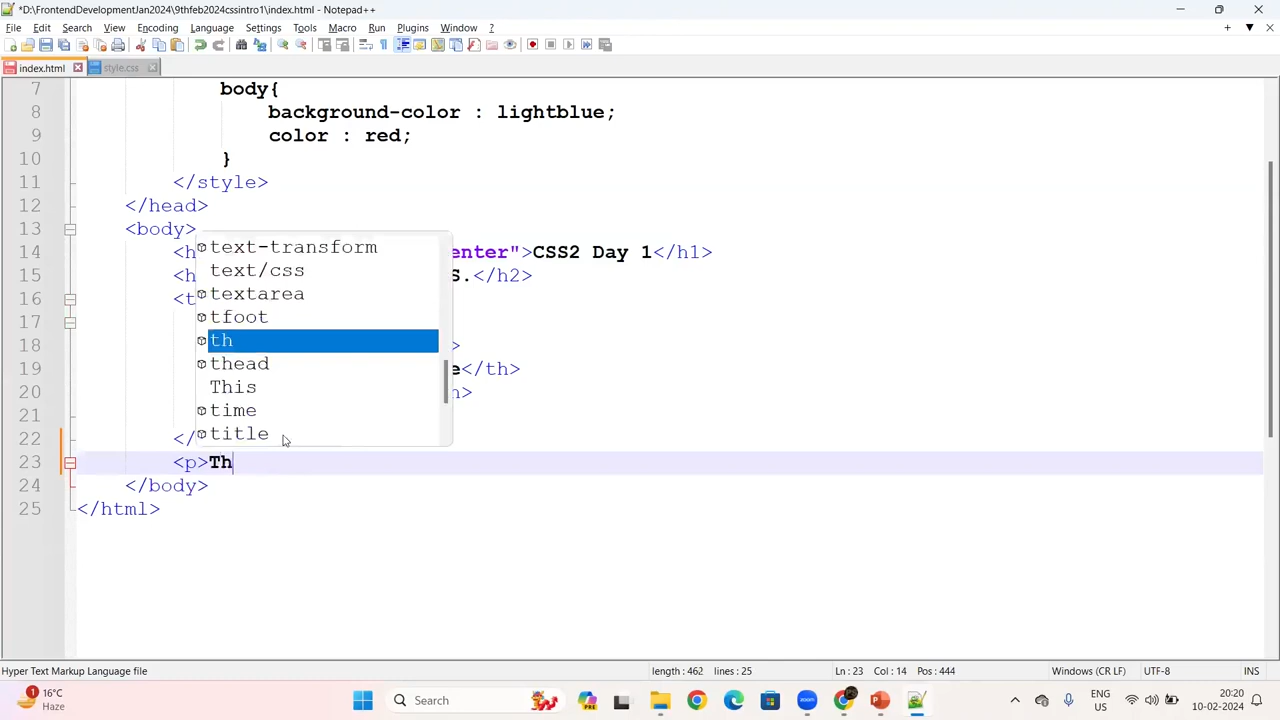 *D:\FrontendDevelopmentJan2024\9thfeb2024cssintro1\index.html - Notepad++
File Edit Search View Encoding Language Settings Tools Macro Run Plugins Window ?
index.html style.css
7 body{
8 background-color : lightblue;
9 color : red;
10 }
11 </style>
12 </head>
13 <body>
text-transform
14 <h enter">CSS2 Day 1</h1>
text/css
15 <h S.</h2>
textarea
16 <t
tfoot
17
th
18 >
thead
19 e</th>
This
20 h>
time
21
title
22 </
23 <p>Th
24 </body>
25 </html>
Hyper Text Markup Language file length : 462 lines : 25 Ln : 23 Col : 14 Pos : 444 Windows (CR LF) UTF-8 INS
1 16°C
Haze
Search
PRE
ENG
US
20:20
10-02-2024